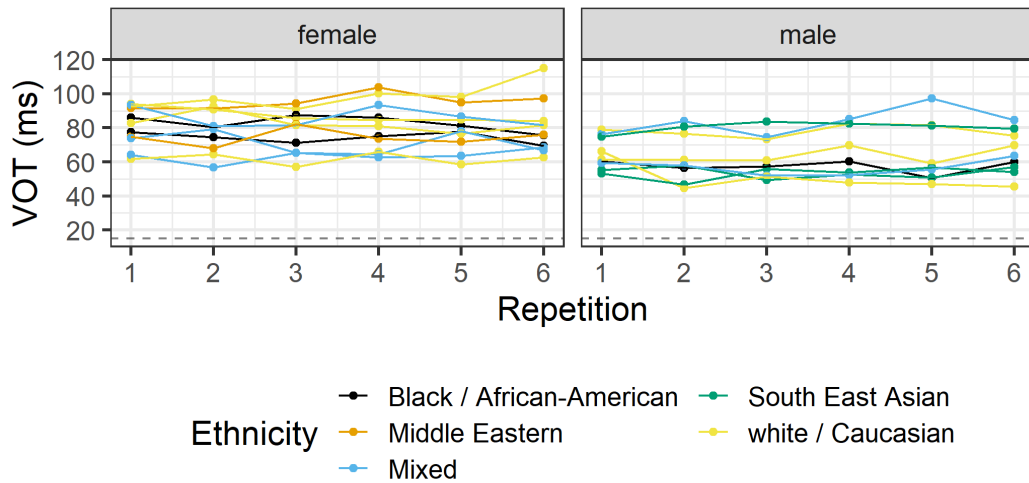 female
male
120
100
80
60
40
20
VOT (ms)
1 2 3 4 5 6
1 2 3 4 5 6
Repetition
Ethnicity
Black / African-American
Middle Eastern
Mixed
South East Asian
white / Caucasian